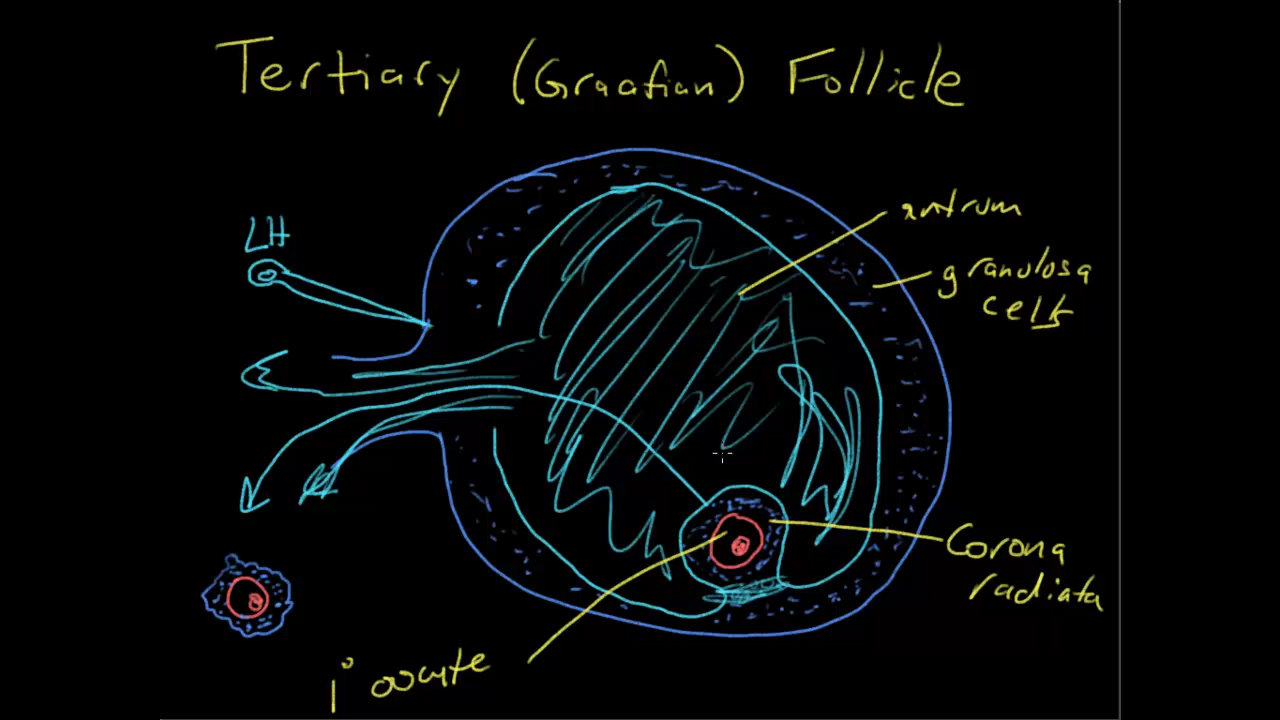 Tertiary (Graafian) Follicle
LH
antrum
granulosa
cells
Corona
radiata
1° oocyte